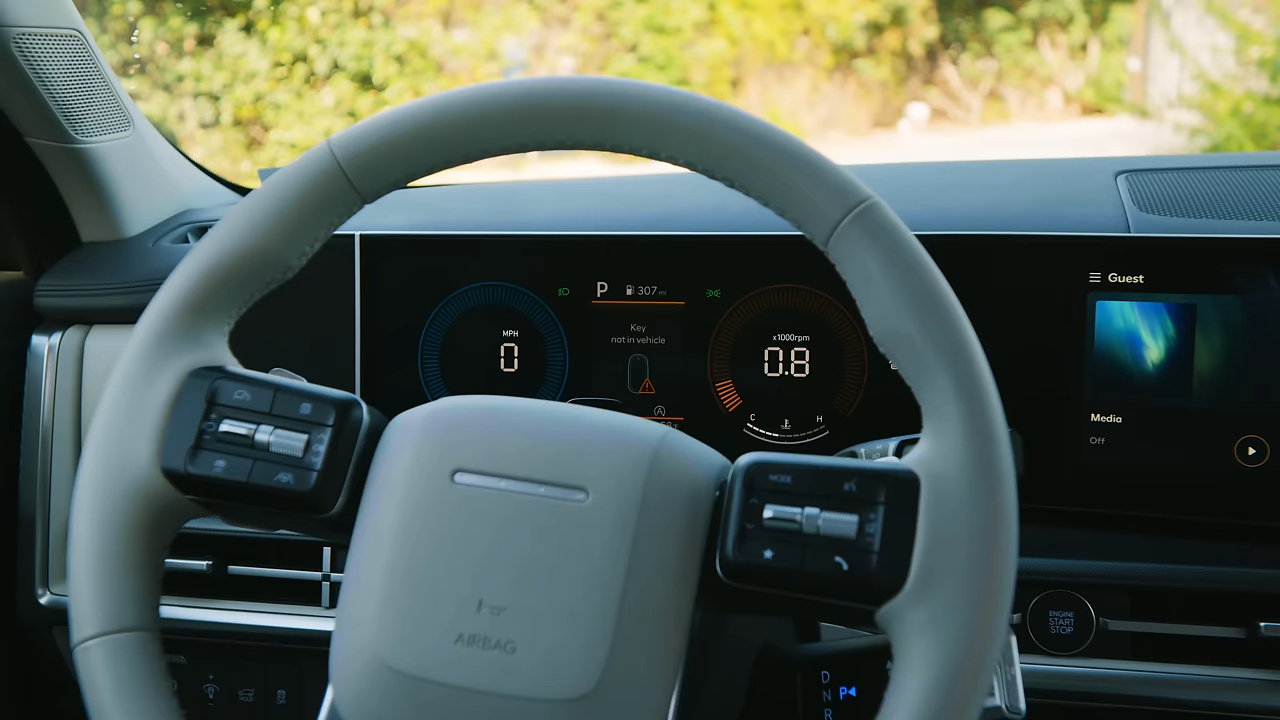 Guest
P 307 mi
MPH
0
Key
not in vehicle
x1000rpm
0.8
C H
Media
Off
MODE
ENGINE
START
STOP
AIRBAG
D
N
R
P